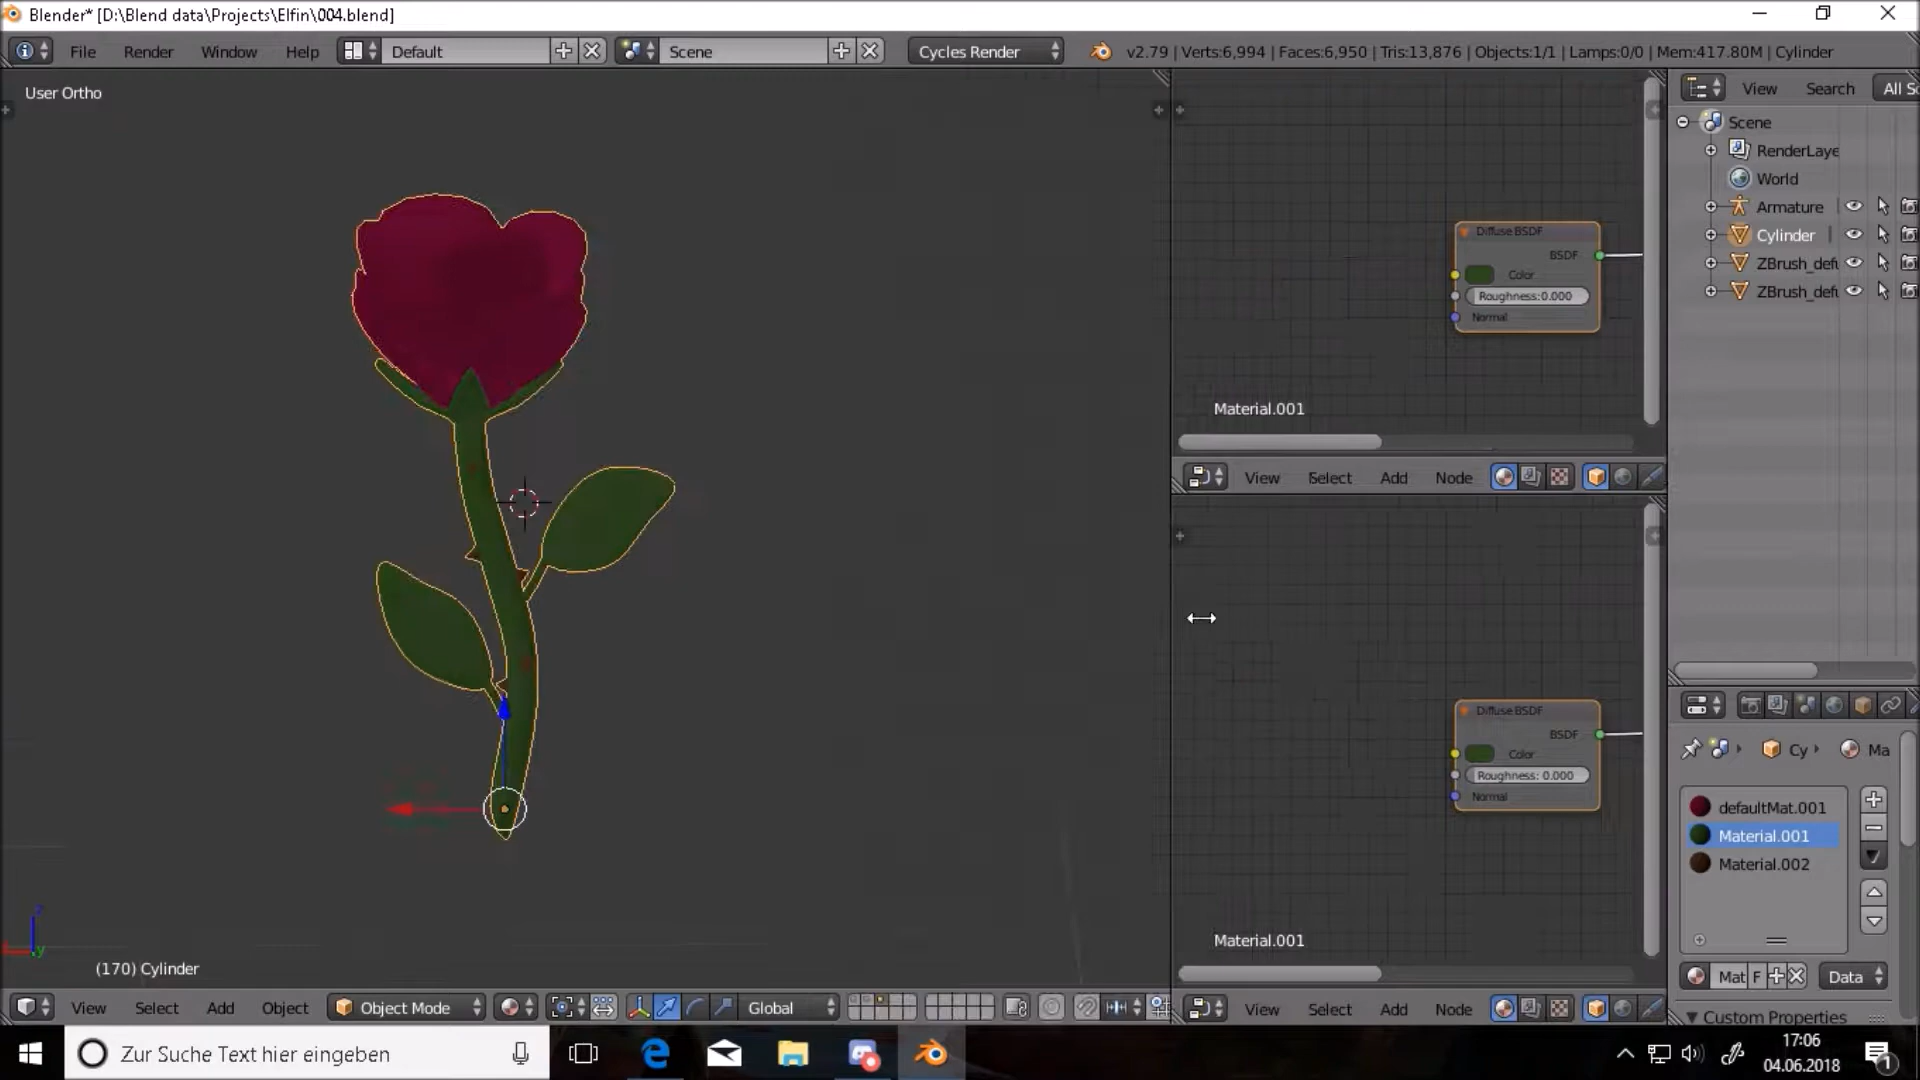 Blender* [D:\Blend data\Projects\Elfin\004.blend]
File Render Window Help Default Scene Cycles Render v2.79 | Verts:6,994 | Faces:6,950 | Tris:13,876 | Objects:1/1 | Lamps:0/0 | Mem:417.80M | Cylinder
User Ortho
View Search All Sc
Scene
RenderLaye
World
Armature
Cylinder
ZBrush_defu
ZBrush_defu
Diffuse BSDF
BSDF
Color
Roughness:0.000
Normal
Material.001
View Select Add Node
Diffuse BSDF
BSDF
Color
Roughness: 0.000
Normal
Material.001
Cy Ma
defaultMat.001
Material.001
Material.002
Mat F Data
Custom Properties
z
y
(170) Cylinder
View Select Add Object Object Mode Global
View Select Add Node
Zur Suche Text hier eingeben
17:06
04.06.2018
1